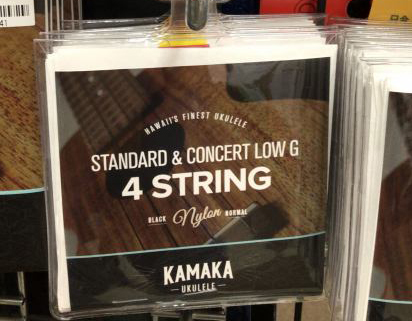 HAWAII'S FINEST UKULELE
STANDARD & CONCERT LOW G
4 STRING
BLACK Nylon NORMAL
KAMAKA
UKULELE